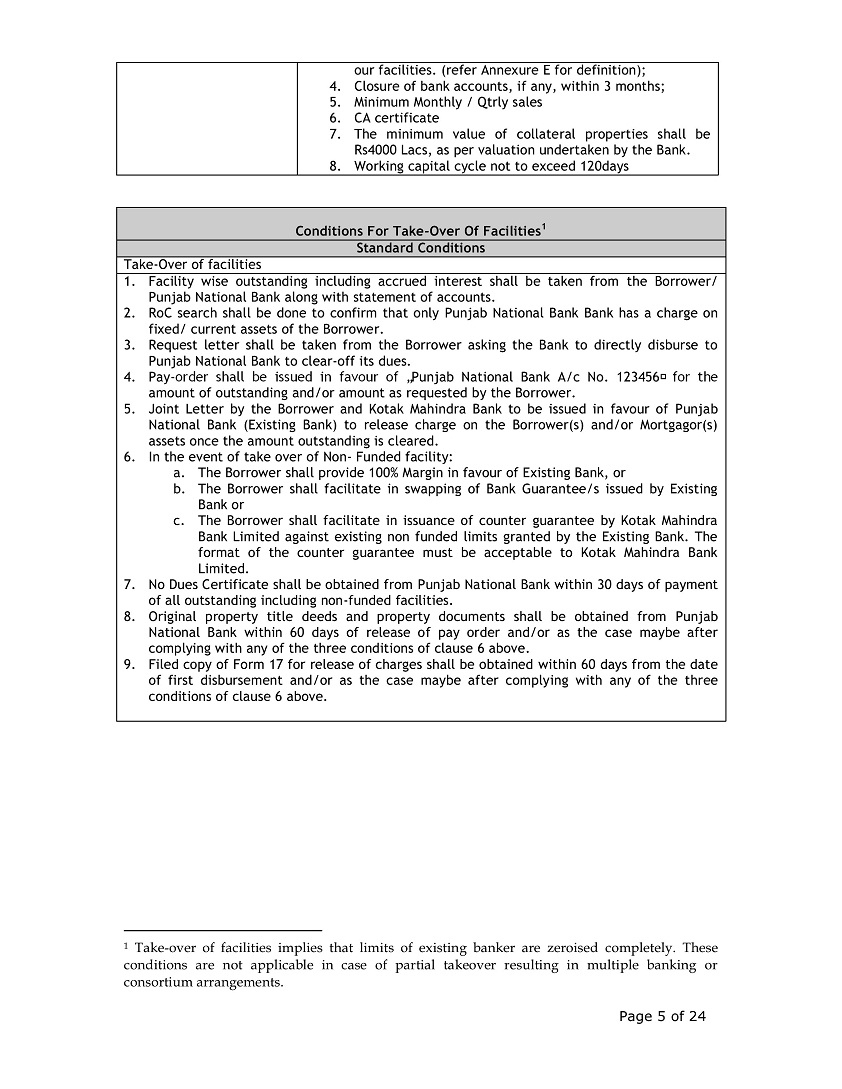 our facilities. (refer Annexure E for definition);
4. Closure of bank accounts, if any, within 3 months;
5. Minimum Monthly / Qtrly sales
6. CA certificate
7. The minimum value of collateral properties shall be
Rs4000 Lacs, as per valuation undertaken by the Bank.
8. Working capital cycle not to exceed 120days
Conditions For Take-Over Of Facilities¹
Standard Conditions
Take-Over of facilities
1. Facility wise outstanding including accrued interest shall be taken from the Borrower/
Punjab National Bank along with statement of accounts.
2. RoC search shall be done to confirm that only Punjab National Bank Bank has a charge on
fixed/ current assets of the Borrower.
3. Request letter shall be taken from the Borrower asking the Bank to directly disburse to
Punjab National Bank to clear-off its dues.
4. Pay-order shall be issued in favour of „Punjab National Bank A/c No. 123456¤ for the
amount of outstanding and/or amount as requested by the Borrower.
5. Joint Letter by the Borrower and Kotak Mahindra Bank to be issued in favour of Punjab
National Bank (Existing Bank) to release charge on the Borrower(s) and/or Mortgagor(s)
assets once the amount outstanding is cleared.
6. In the event of take over of Non- Funded facility:
a. The Borrower shall provide 100% Margin in favour of Existing Bank, or
b. The Borrower shall facilitate in swapping of Bank Guarantee/s issued by Existing
Bank or
c. The Borrower shall facilitate in issuance of counter guarantee by Kotak Mahindra
Bank Limited against existing non funded limits granted by the Existing Bank. The
format of the counter guarantee must be acceptable to Kotak Mahindra Bank
Limited.
7. No Dues Certificate shall be obtained from Punjab National Bank within 30 days of payment
of all outstanding including non-funded facilities.
8. Original property title deeds and property documents shall be obtained from Punjab
National Bank within 60 days of release of pay order and/or as the case maybe after
complying with any of the three conditions of clause 6 above.
9. Filed copy of Form 17 for release of charges shall be obtained within 60 days from the date
of first disbursement and/or as the case maybe after complying with any of the three
conditions of clause 6 above.
¹ Take-over of facilities implies that limits of existing banker are zeroised completely. These
conditions are not applicable in case of partial takeover resulting in multiple banking or
consortium arrangements.
Page 5 of 24